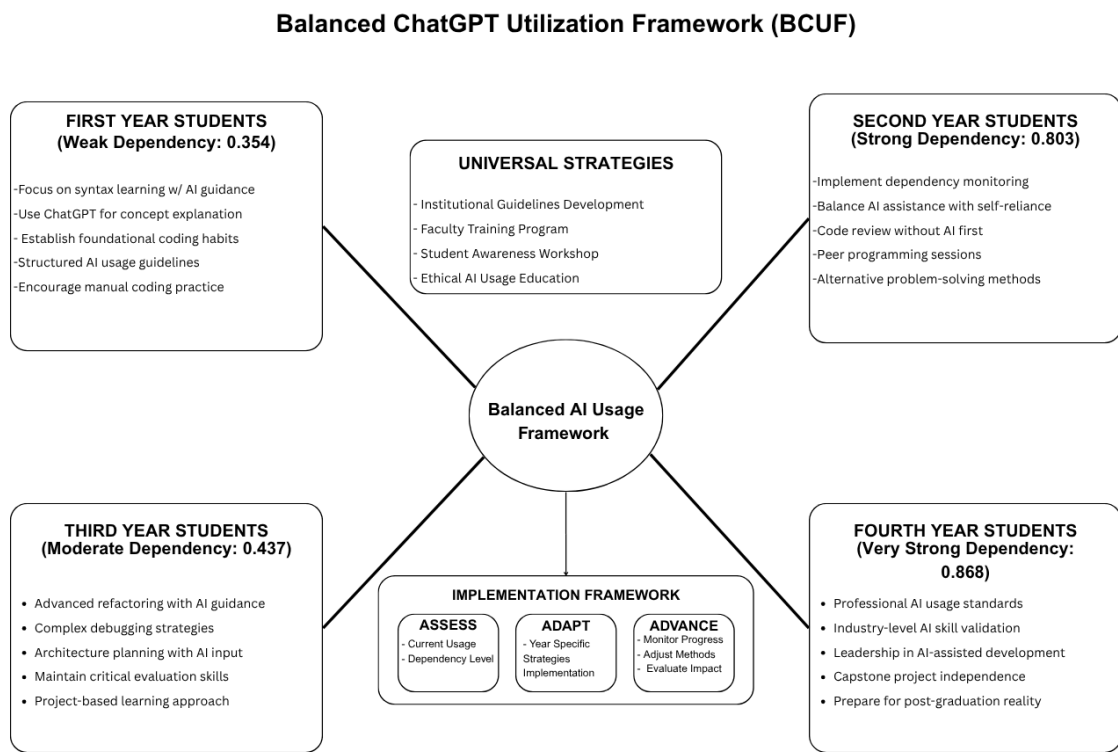 Balanced ChatGPT Utilization Framework (BCUF)
FIRST YEAR STUDENTS
(Weak Dependency: 0.354)
-Focus on syntax learning w/ AI guidance
-Use ChatGPT for concept explanation
- Establish foundational coding habits
-Structured AI usage guidelines
-Encourage manual coding practice
UNIVERSAL STRATEGIES
- Institutional Guidelines Development
- Faculty Training Program
- Student Awareness Workshop
- Ethical AI Usage Education
SECOND YEAR STUDENTS
(Strong Dependency: 0.803)
-Implement dependency monitoring
-Balance AI assistance with self-reliance
-Code review without AI first
-Peer programming sessions
-Alternative problem-solving methods
Balanced AI Usage
Framework
THIRD YEAR STUDENTS
(Moderate Dependency: 0.437)
• Advanced refactoring with AI guidance
• Complex debugging strategies
• Architecture planning with AI input
• Maintain critical evaluation skills
• Project-based learning approach
IMPLEMENTATION FRAMEWORK
ASSESS
- Current Usage
- Dependency Level
ADAPT
- Year Specific
Strategies
Implementation
ADVANCE
- Monitor Progress
- Adjust Methods
- Evaluate Impact
FOURTH YEAR STUDENTS
(Very Strong Dependency:
0.868)
• Professional AI usage standards
• Industry-level AI skill validation
• Leadership in AI-assisted development
• Capstone project independence
• Prepare for post-graduation reality